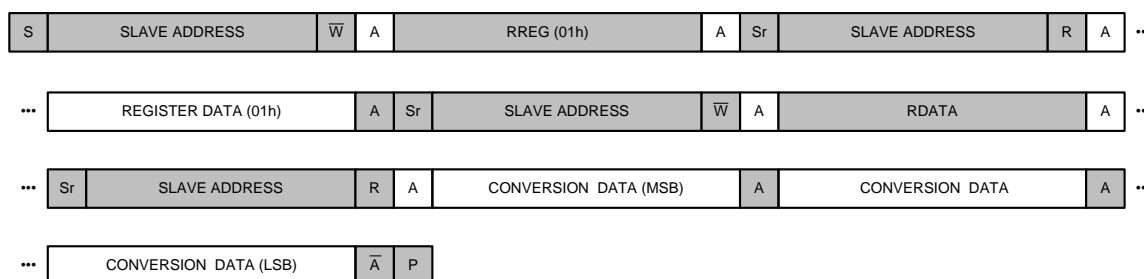 S SLAVE ADDRESS W̅ A RREG (01h) A Sr SLAVE ADDRESS R A ••
••• REGISTER DATA (01h) A Sr SLAVE ADDRESS W̅ A RDATA A ••
••• Sr SLAVE ADDRESS R A CONVERSION DATA (MSB) A CONVERSION DATA A ••
••• CONVERSION DATA (LSB) A̅ P